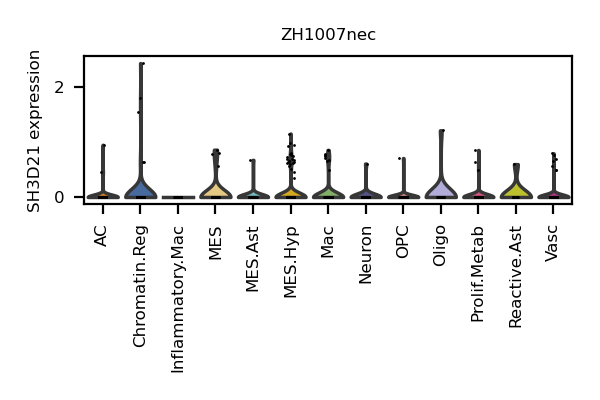 ZH1007nec
SH3D21 expression
2
0
AC
Chromatin.Reg
Inflammatory.Mac
MES
MES.Ast
MES.Hyp
Mac
Neuron
OPC
Oligo
Prolif.Metab
Reactive.Ast
Vasc